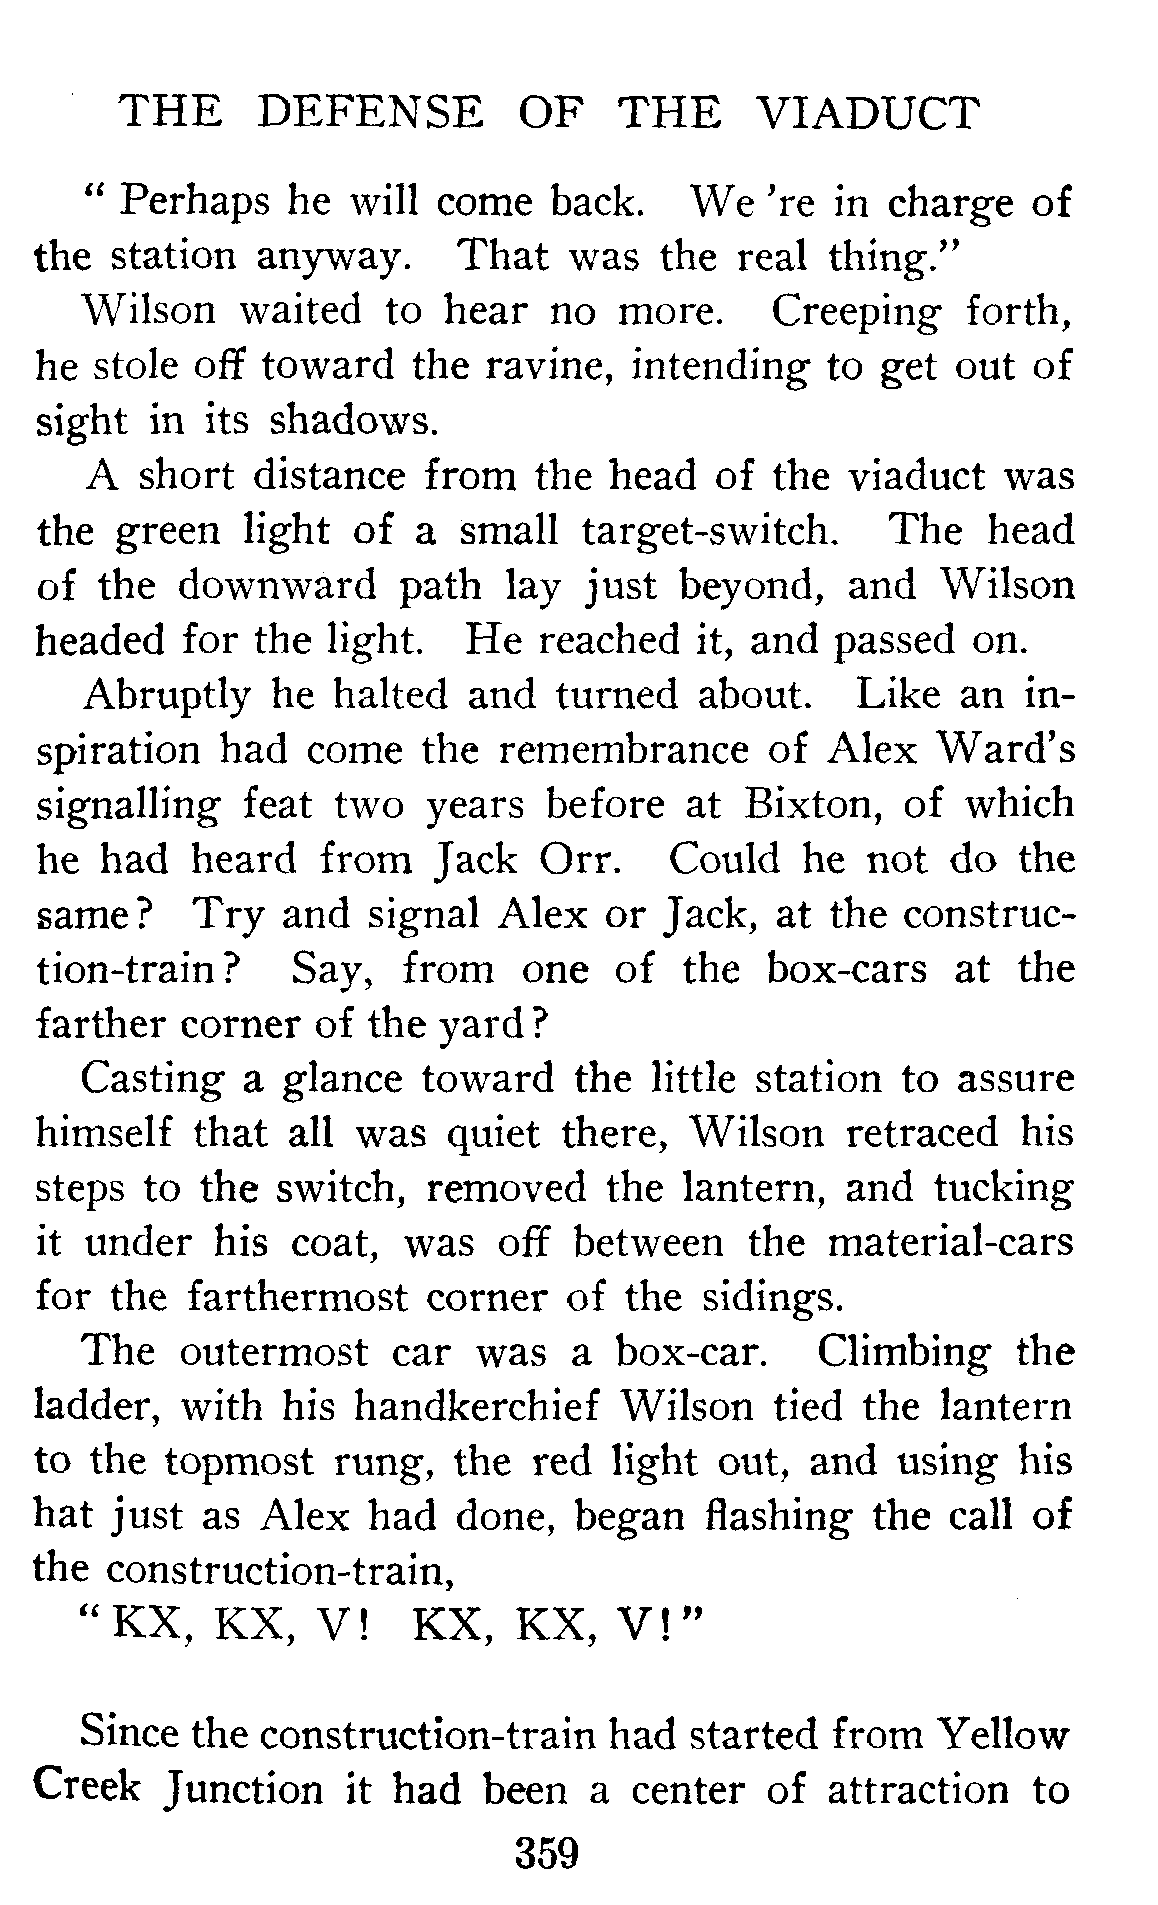 THE DEFENSE OF THE VIADUCT
“ Perhaps he will come back. We 're in charge of
the station anyway. That was the real thing.”
Wilson waited to hear no more. Creeping forth,
he stole off toward the ravine, intending to get out of
sight in its shadows.
A short distance from the head of the viaduct was
the green light of a small target-switch. The head
of the downward path lay just beyond, and Wilson
headed for the light. He reached it, and passed on.
Abruptly he halted and turned about. Like an in-
spiration had come the remembrance of Alex Ward's
signalling feat two years before at Bixton, of which
he had heard from Jack Orr. Could he not do the
same? Try and signal Alex or Jack, at the construc-
tion-train? Say, from one of the box-cars at the
farther corner of the yard?
Casting a glance toward the little station to assure
himself that all was quiet there, Wilson retraced his
steps to the switch, removed the lantern, and tucking
it under his coat, was off between the material-cars
for the farthermost corner of the sidings.
The outermost car was a box-car. Climbing the
ladder, with his handkerchief Wilson tied the lantern
to the topmost rung, the red light out, and using his
hat just as Alex had done, began flashing the call of
the construction-train,
“ KX, KX, V! KX, KX, V!”
Since the construction-train had started from Yellow
Creek Junction it had been a center of attraction to
359